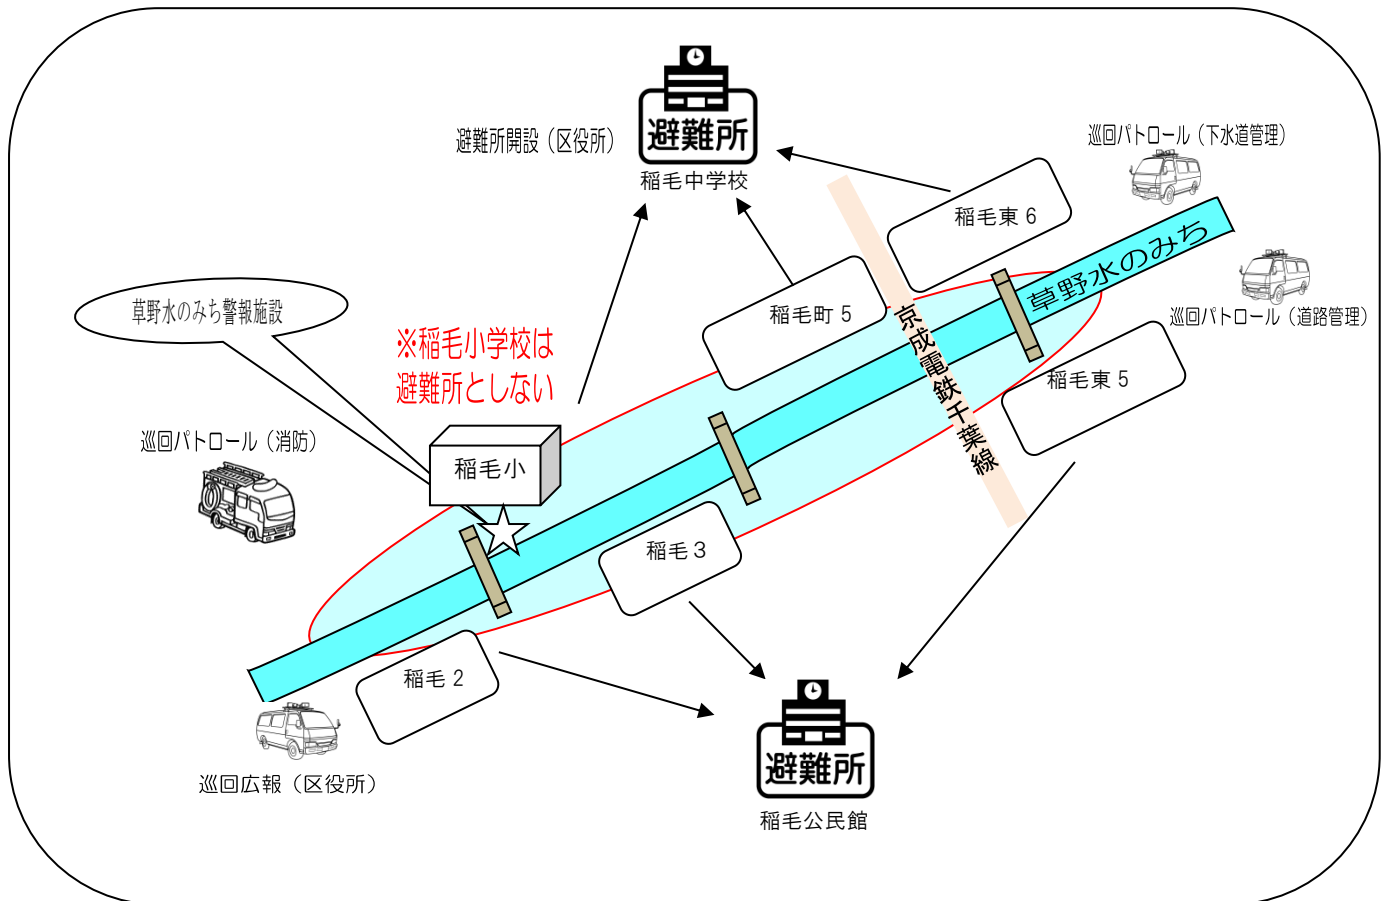 避難所
避難所開設（区役所）
稲毛中学校
巡回パトロール（下水道管理）
稲毛東６
草野水のみち
巡回パトロール（道路管理）
草野水のみち警報施設
※稲毛小学校は
避難所としない
稲毛町５
京成電鉄千葉線
稲毛東５
巡回パトロール（消防）
稲毛小
稲毛３
稲毛２
巡回広報（区役所）
避難所
稲毛公民館